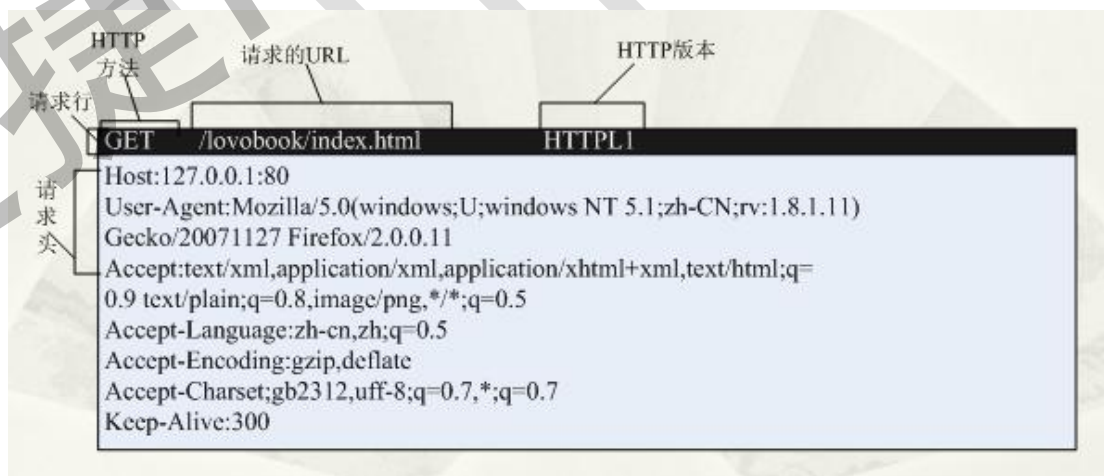 HTTP
方法
请求的URL
HTTP版本
请求行
GET /lovobook/index.html HTTPL1
请求头
Host:127.0.0.1:80
User-Agent:Mozilla/5.0(windows;U;windows NT 5.1;zh-CN;rv:1.8.1.11)
Gecko/20071127 Firefox/2.0.0.11
Accept:text/xml,application/xml,application/xhtml+xml,text/html;q=
0.9 text/plain;q=0.8,image/png,*/*;q=0.5
Accept-Language:zh-cn,zh;q=0.5
Accept-Encoding:gzip,deflate
Accept-Charset;gb2312,uff-8;q=0.7,*;q=0.7
Keep-Alive:300